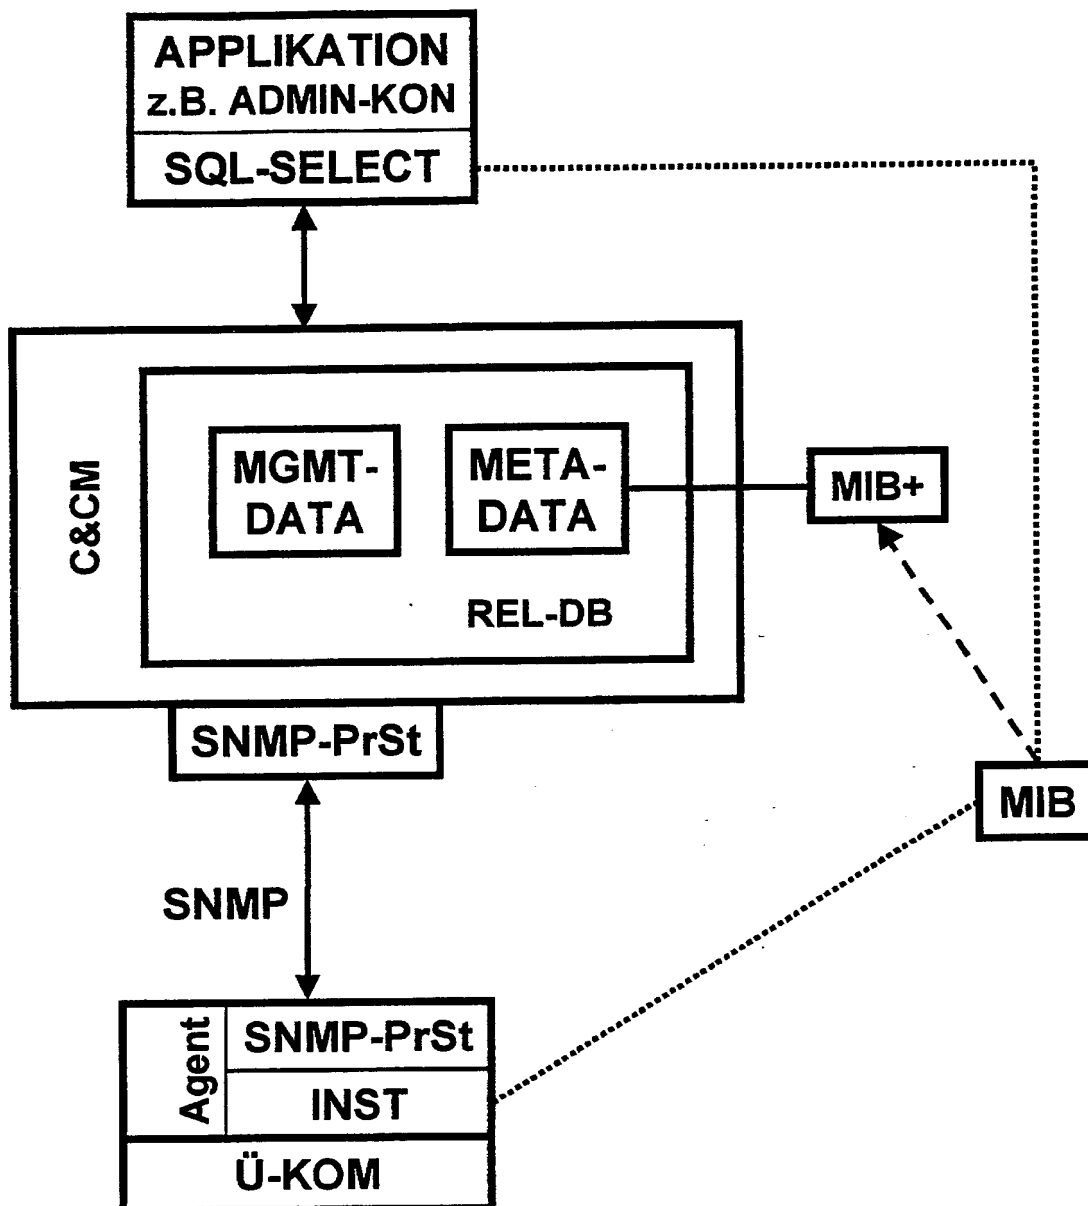 APPLIKATION
z.B. ADMIN-KON
SQL-SELECT
C&CM
MGMT-
DATA
META-
DATA
REL-DB
MIB+
SNMP-PrSt
MIB
SNMP
Agent
SNMP-PrSt
INST
Ü-KOM